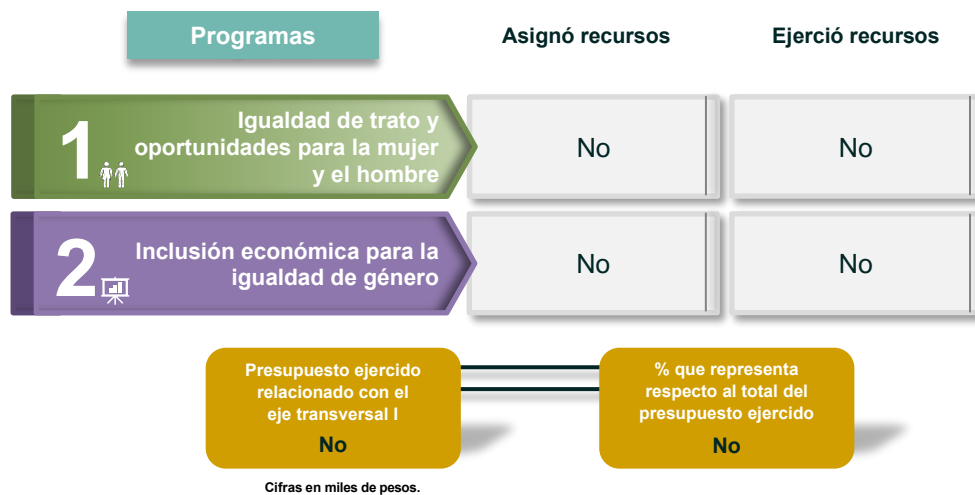 Programas
Asignó recursos
Ejerció recursos
1
Igualdad de trato y
oportunidades para la mujer
y el hombre
No
No
2
Inclusión económica para la
igualdad de género
No
No
Presupuesto ejercido
relacionado con el
eje transversal I
No
% que representa
respecto al total del
presupuesto ejercido
No
Cifras en miles de pesos.